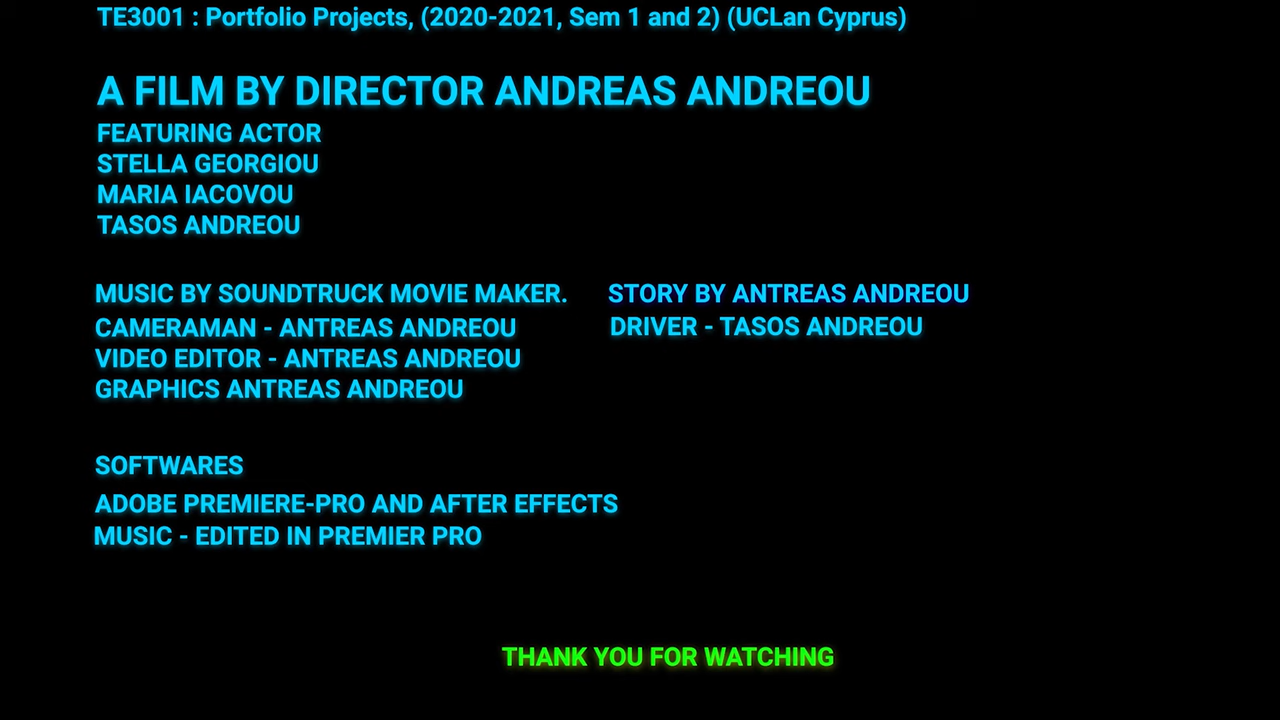 TE3001 : Portfolio Projects, (2020-2021, Sem 1 and 2) (UCLan Cyprus)
A FILM BY DIRECTOR ANDREAS ANDREOU
FEATURING ACTOR
STELLA GEORGIOU
MARIA IACOVOU
TASOS ANDREOU
MUSIC BY SOUNDTRUCK MOVIE MAKER.
CAMERAMAN - ANTREAS ANDREOU
VIDEO EDITOR - ANTREAS ANDREOU
GRAPHICS ANTREAS ANDREOU
STORY BY ANTREAS ANDREOU
DRIVER - TASOS ANDREOU
SOFTWARES
ADOBE PREMIERE-PRO AND AFTER EFFECTS
MUSIC - EDITED IN PREMIER PRO
THANK YOU FOR WATCHING